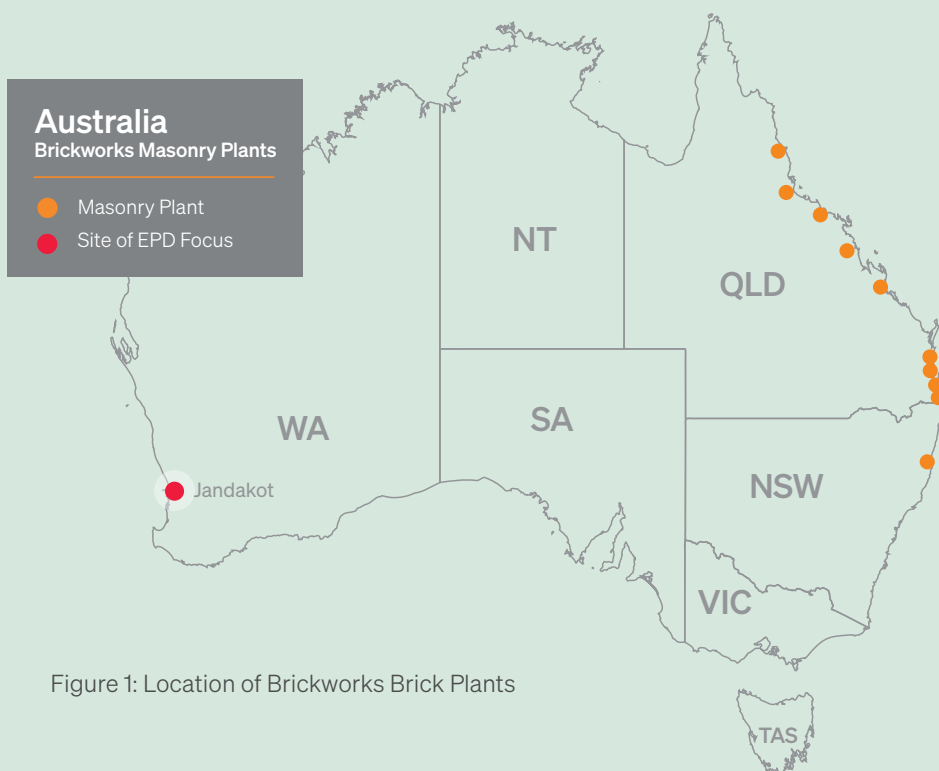 Australia
Brickworks Masonry Plants
Masonry Plant
Site of EPD Focus
NT
QLD
WA
SA
Jandakot
NSW
VIC
Figure 1: Location of Brickworks Brick Plants
TAS